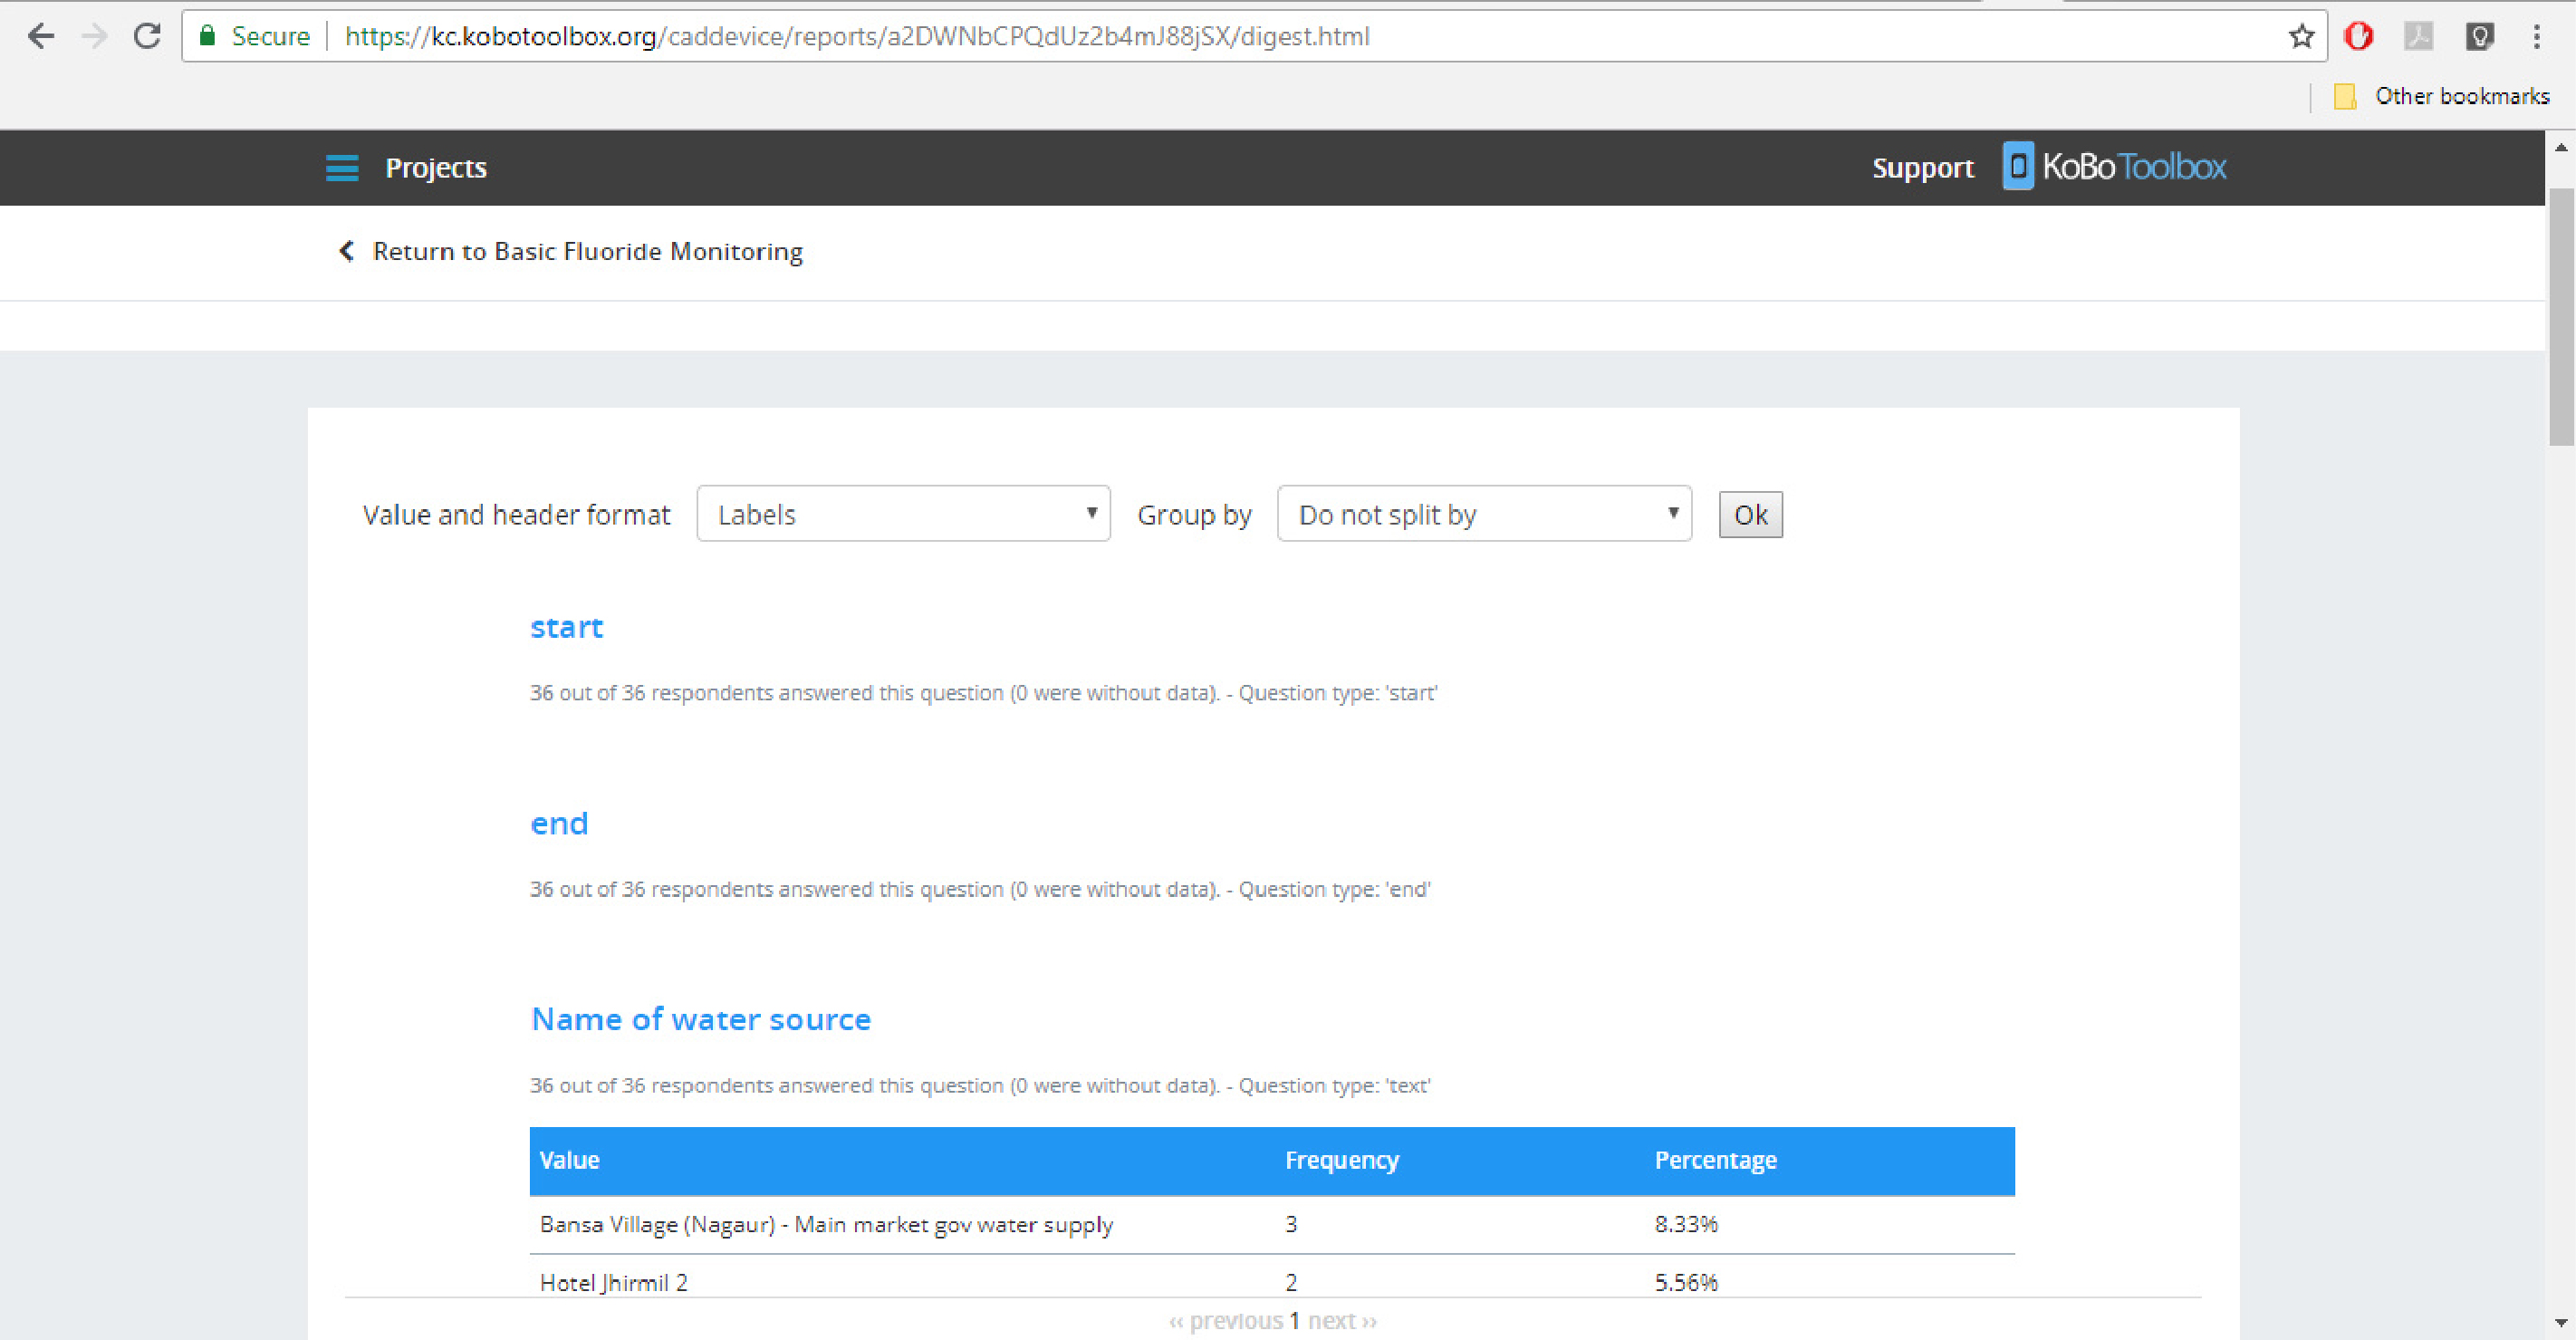 Secure https://kc.kobotoolbox.org/caddevice/reports/a2DWNbCPQdUz2b4mJ88jSX/digest.html
Other bookmarks
Projects Support KoBoToolbox
Return to Basic Fluoride Monitoring
Value and header format Labels Group by Do not split by Ok
start
36 out of 36 respondents answered this question (0 were without data). - Question type: 'start'
end
36 out of 36 respondents answered this question (0 were without data). - Question type: 'end'
Name of water source
36 out of 36 respondents answered this question (0 were without data). - Question type: 'text'
Value Frequency Percentage
Bansa Village (Nagaur) - Main market gov water supply 3 8.33%
Hotel Jhirmil 2 2 5.56%
‹‹ previous 1 next ››